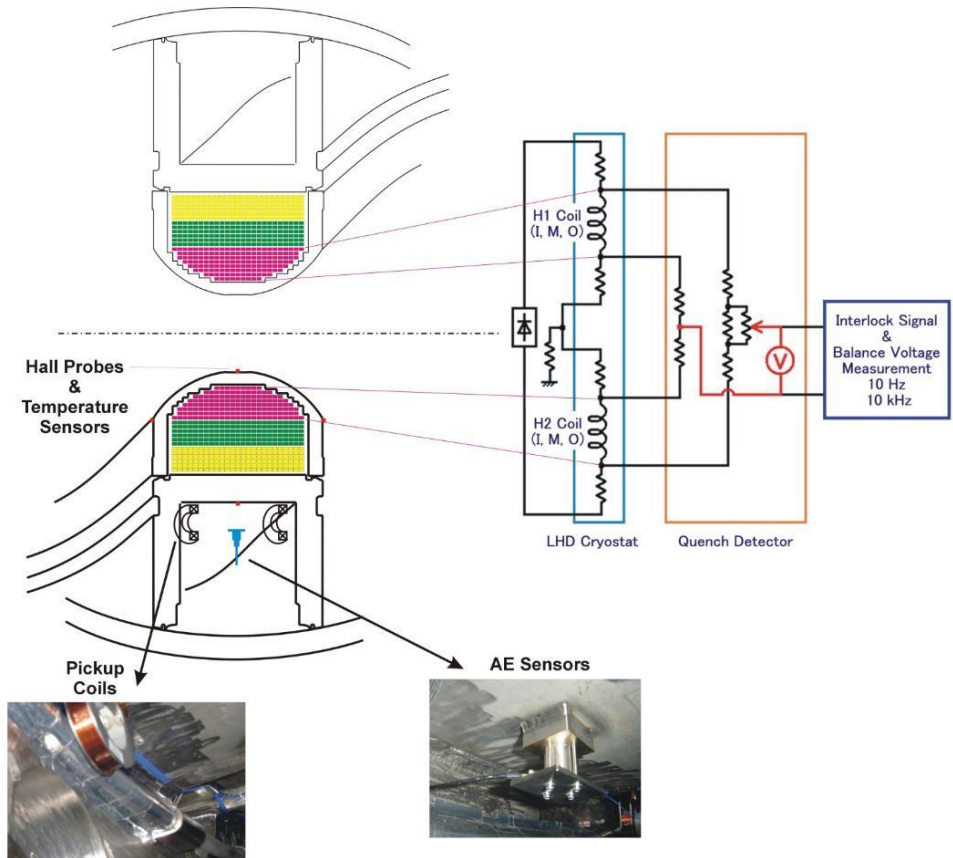 H1 Coil
(I, M, O)
Interlock Signal
&
Balance Voltage
Measurement
10 Hz
10 kHz
V
Hall Probes
&
Temperature
Sensors
H2 Coil
(I, M, O)
LHD Cryostat
Quench Detector
Pickup
Coils
AE Sensors